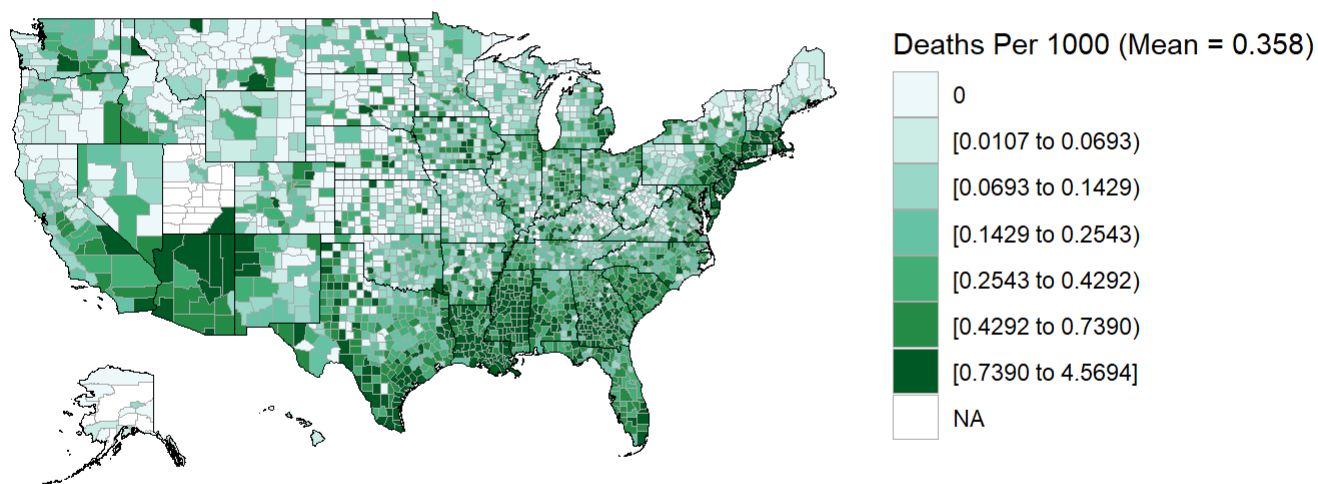 Deaths Per 1000 (Mean = 0.358)
0
[0.0107 to 0.0693)
[0.0693 to 0.1429)
[0.1429 to 0.2543)
[0.2543 to 0.4292)
[0.4292 to 0.7390)
[0.7390 to 4.5694]
NA